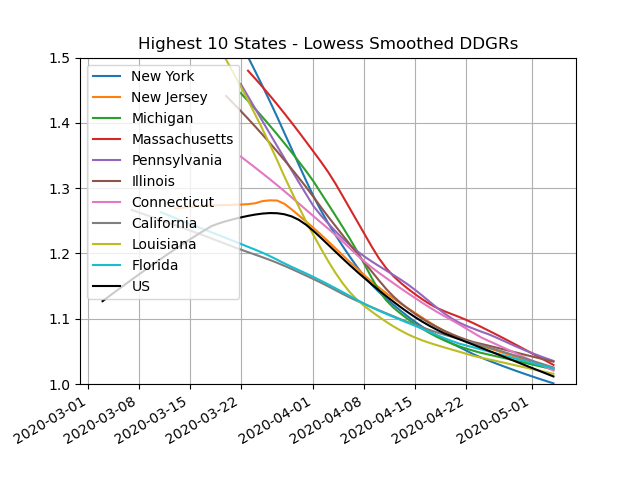 Highest 10 States - Lowess Smoothed DDGRs
1.5
1.4
1.3
1.2
1.1
1.0
New York
New Jersey
Michigan
Massachusetts
Pennsylvania
Illinois
Connecticut
California
Louisiana
Florida
US
2020-03-01
2020-03-08
2020-03-15
2020-03-22
2020-04-01
2020-04-08
2020-04-15
2020-04-22
2020-05-01